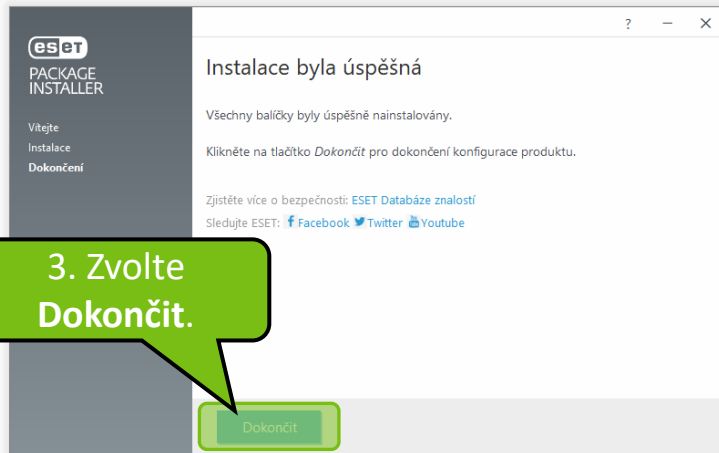 ? – ×
eset
PACKAGE
INSTALLER
Vítejte
Instalace
Dokončení
Instalace byla úspěšná
Všechny balíčky byly úspěšně nainstalovány.
Klikněte na tlačítko Dokončit pro dokončení konfigurace produktu.
Zjistěte více o bezpečnosti: ESET Databáze znalostí
Sledujte ESET: Facebook Twitter Youtube
3. Zvolte
Dokončit.
Dokončit